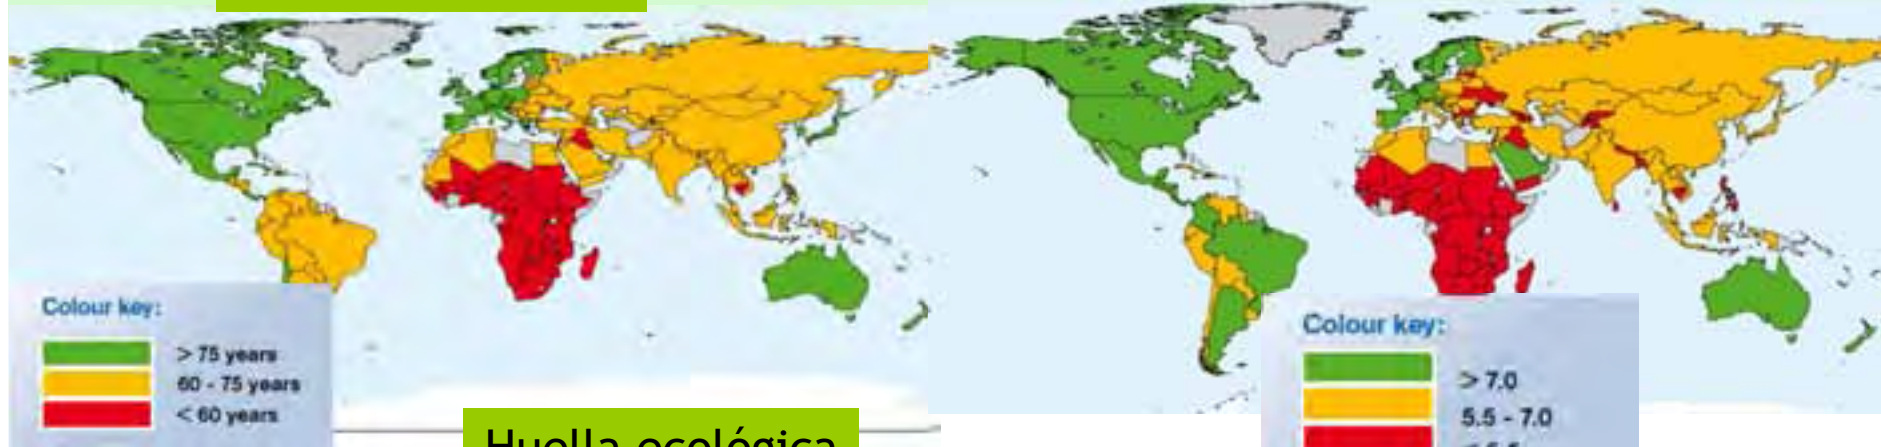 Colour key:
> 75 years
60 - 75 years
< 60 years
Huella ecológica
Colour key:
> 7.0
5.5 - 7.0